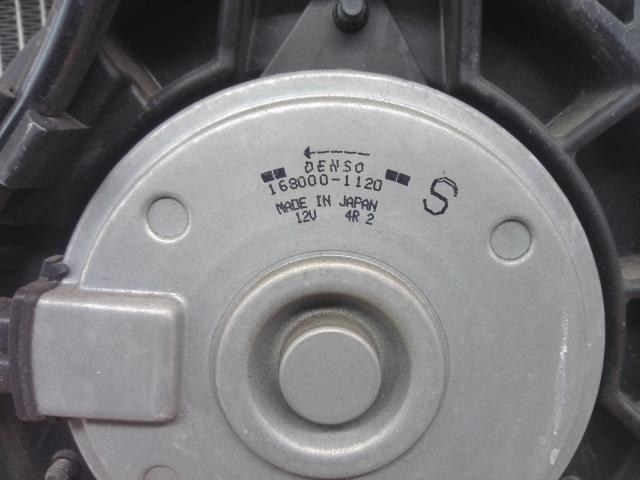 DENSO
168000-1120
S
MADE IN JAPAN
12V 4R 2